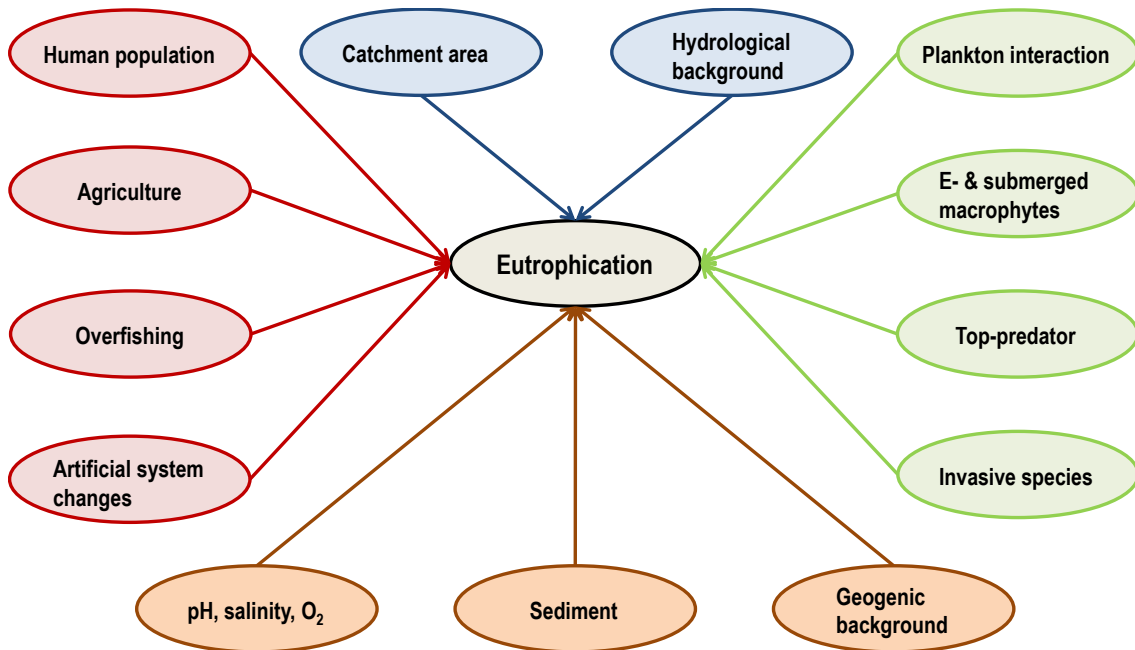 Human population
Catchment area
Hydrological
background
Plankton interaction
Agriculture
E- & submerged
macrophytes
Eutrophication
Overfishing
Top-predator
Artificial system
changes
Invasive species
pH, salinity, O₂
Sediment
Geogenic
background